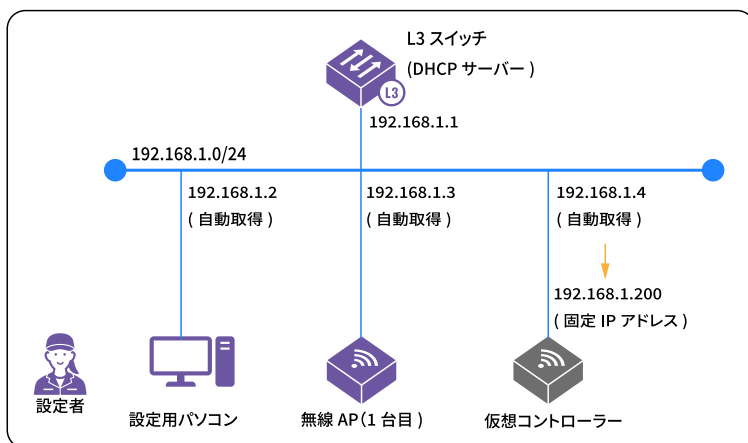 L3 スイッチ
(DHCP サーバー )
L3
192.168.1.1
192.168.1.0/24
192.168.1.2
( 自動取得 )
192.168.1.3
( 自動取得 )
192.168.1.4
( 自動取得 )
192.168.1.200
( 固定 IP アドレス )
設定者
設定用パソコン
無線 AP(1 台目 )
仮想コントローラー